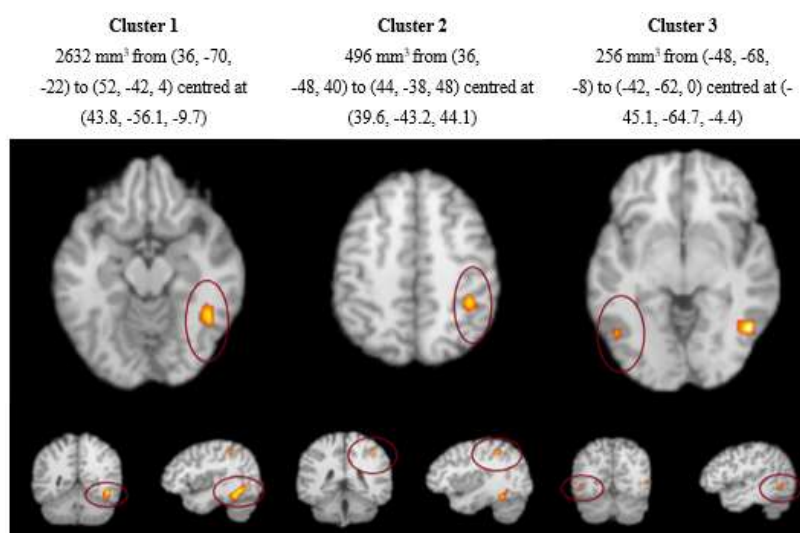 Cluster 1
2632 mm³ from (36, -70,
-22) to (52, -42, 4) centred at
(43.8, -56.1, -9.7)
Cluster 2
496 mm³ from (36,
-48, 40) to (44, -38, 48) centred at
(39.6, -43.2, 44.1)
Cluster 3
256 mm³ from (-48, -68,
-8) to (-42, -62, 0) centred at (-
45.1, -64.7, -4.4)